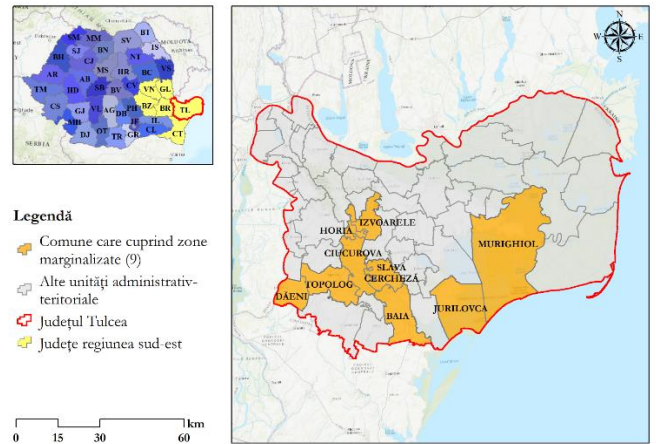 SM
MM
BT
SV
BN
SJ
IS
MOLDOVA
BH
CJ
NT
MS
HR
BC
VS
AR
AB
SB
BV
CV
VN
GL
TM
HD
CS
VL
AG
PH
BZ
BR
TL
GJ
DB
IF
IL
MH
OT
GR
CL
CT
DJ
TR
SERBIA
Legendă
Comune care cuprind zone
marginalizate (9)
Alte unități administrativ-
teritoriale
Județul Tulcea
Județe regiunea sud-est
km
0 15 30 60
N
W E
S
IZVOARELE
HORIA
CIUCUROVA
MURIGHIOL
SLAVA
CERCHEZĂ
TOPOLOG
DĂENI
JURILOVCA
BAIA